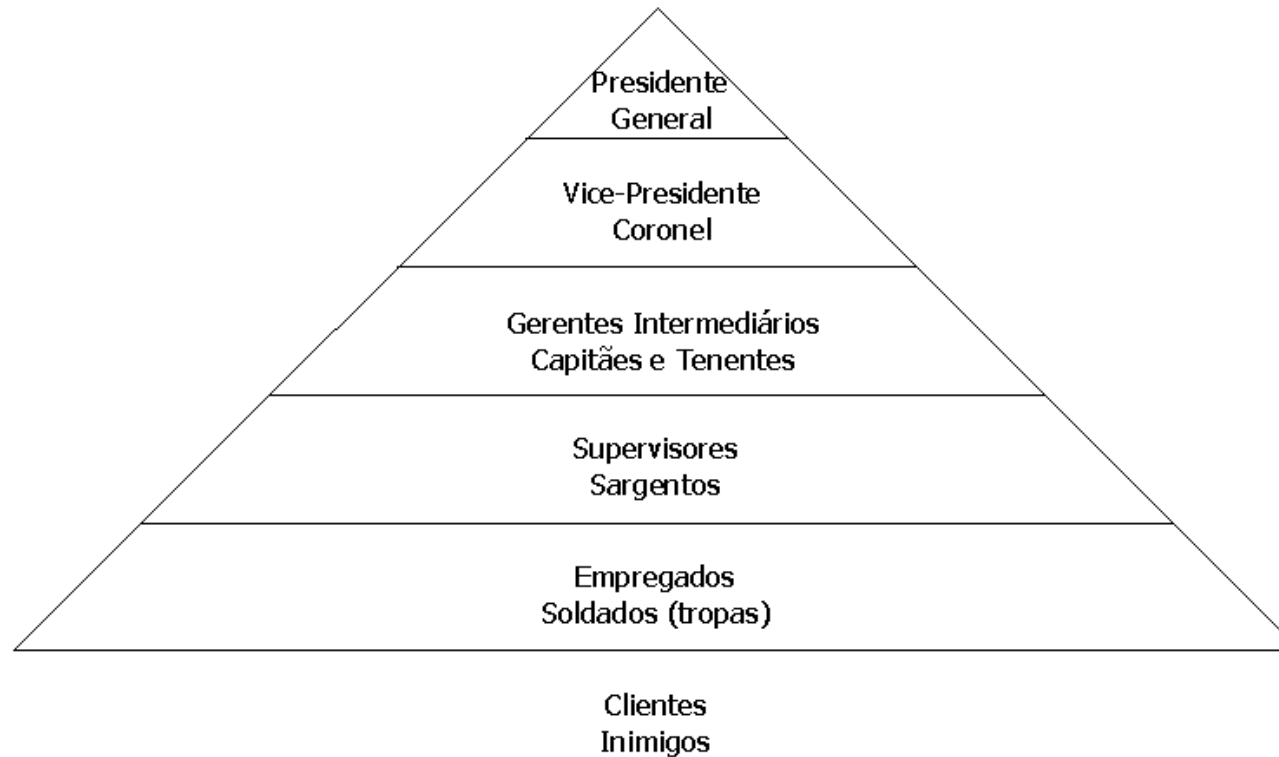 Presidente
General
Vice-Presidente
Coronel
Gerentes Intermediários
Capitães e Tenentes
Supervisores
Sargentos
Empregados
Soldados (tropas)
Clientes
Inimigos